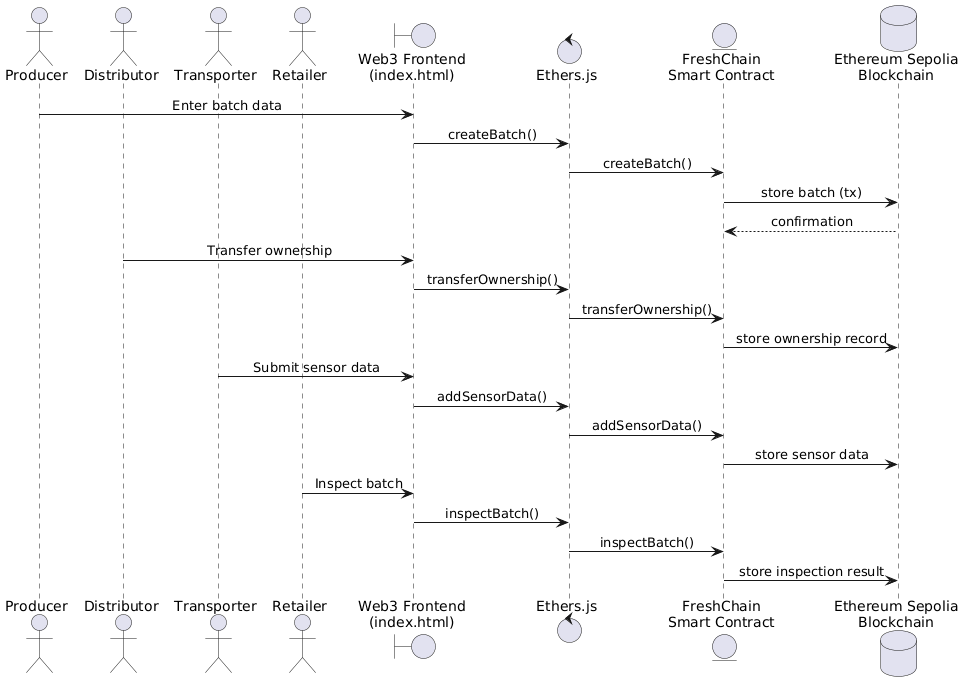 Producer
Distributor
Transporter
Retailer
Web3 Frontend
(index.html)
Ethers.js
FreshChain
Smart Contract
Ethereum Sepolia
Blockchain
Enter batch data
createBatch()
createBatch()
store batch (tx)
confirmation
Transfer ownership
transferOwnership()
transferOwnership()
store ownership record
Submit sensor data
addSensorData()
addSensorData()
store sensor data
Inspect batch
inspectBatch()
inspectBatch()
store inspection result
Producer
Distributor
Transporter
Retailer
Web3 Frontend
(index.html)
Ethers.js
FreshChain
Smart Contract
Ethereum Sepolia
Blockchain